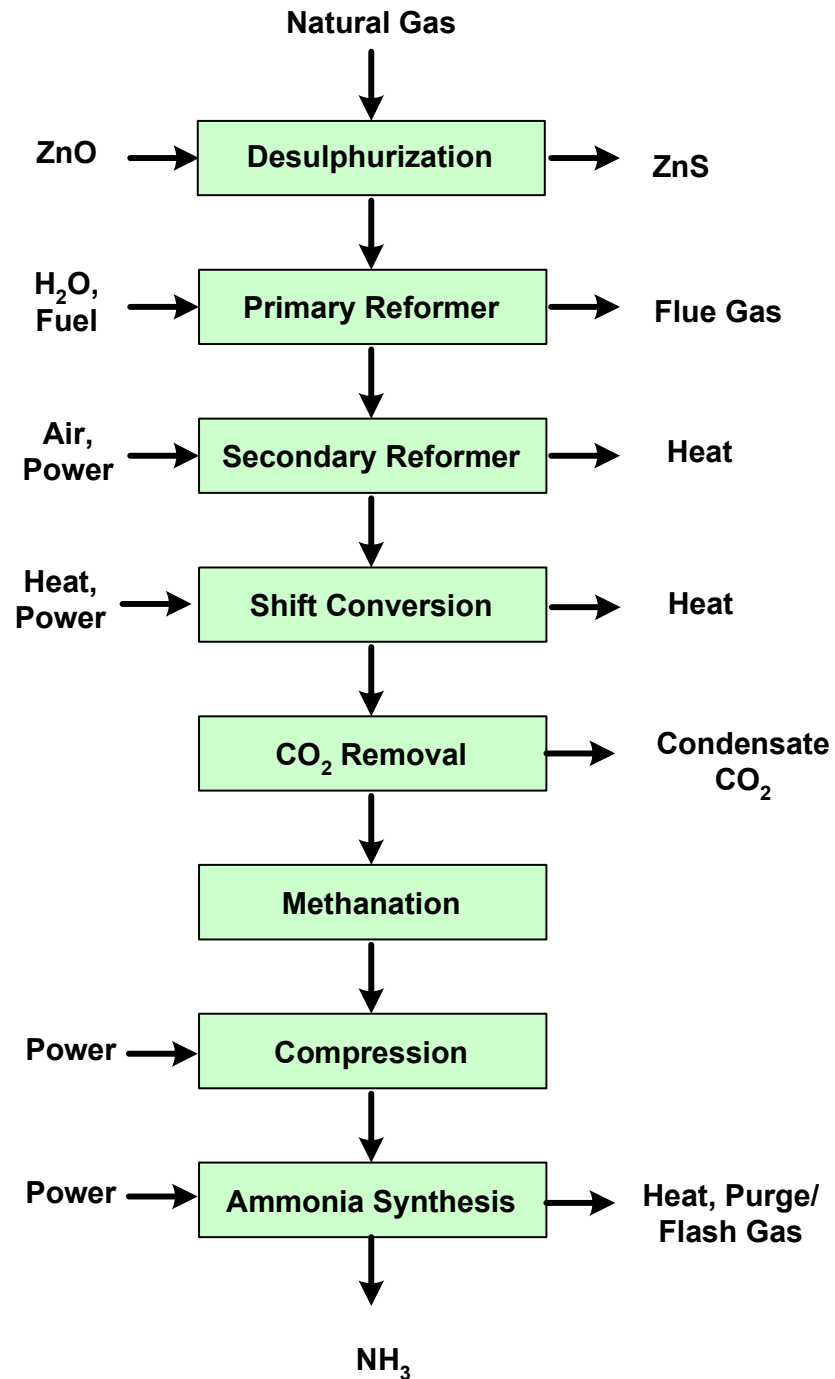 Natural Gas
ZnO
Desulphurization
ZnS
H₂O,
Fuel
Primary Reformer
Flue Gas
Air,
Power
Secondary Reformer
Heat
Heat,
Power
Shift Conversion
Heat
CO₂ Removal
Condensate
CO₂
Methanation
Power
Compression
Power
Ammonia Synthesis
Heat, Purge/
Flash Gas
NH₃